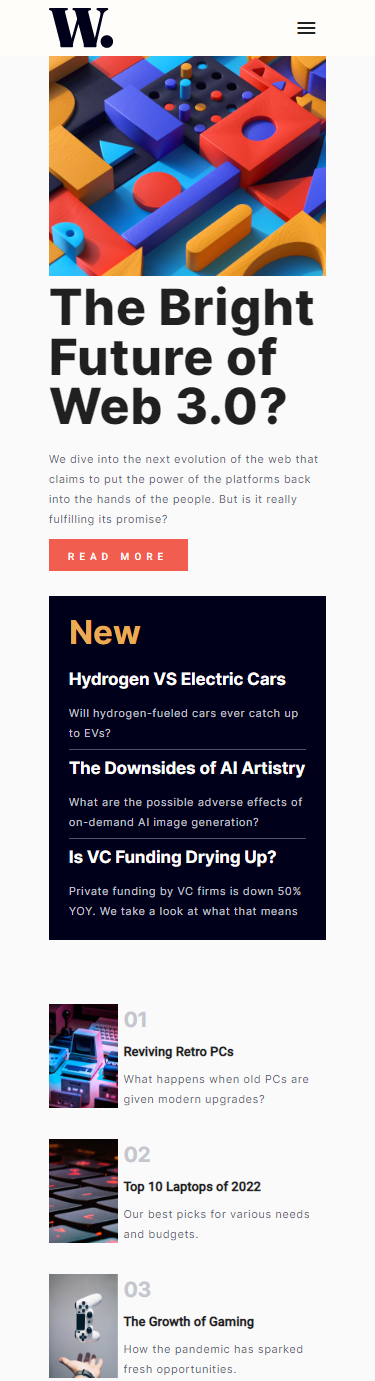 W.
The Bright
Future of
Web 3.0?
We dive into the next evolution of the web that
claims to put the power of the platforms back
into the hands of the people. But is it really
fulfilling its promise?
READ MORE
New
Hydrogen VS Electric Cars
Will hydrogen-fueled cars ever catch up
to EVs?
The Downsides of AI Artistry
What are the possible adverse effects of
on-demand AI image generation?
Is VC Funding Drying Up?
Private funding by VC firms is down 50%
YOY. We take a look at what that means
01
Reviving Retro PCs
What happens when old PCs are
given modern upgrades?
02
Top 10 Laptops of 2022
Our best picks for various needs
and budgets.
03
The Growth of Gaming
How the pandemic has sparked
fresh opportunities.